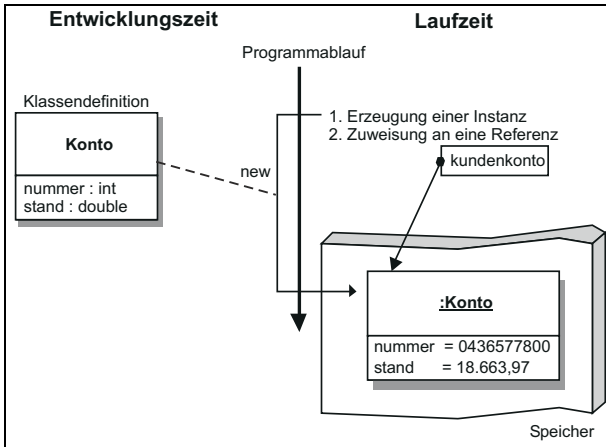 Entwicklungszeit
Laufzeit
Programmablauf
Klassendefinition
Konto
nummer : int
stand : double
new
1. Erzeugung einer Instanz
2. Zuweisung an eine Referenz
kundenkonto
:Konto
nummer = 0436577800
stand = 18.663,97
Speicher